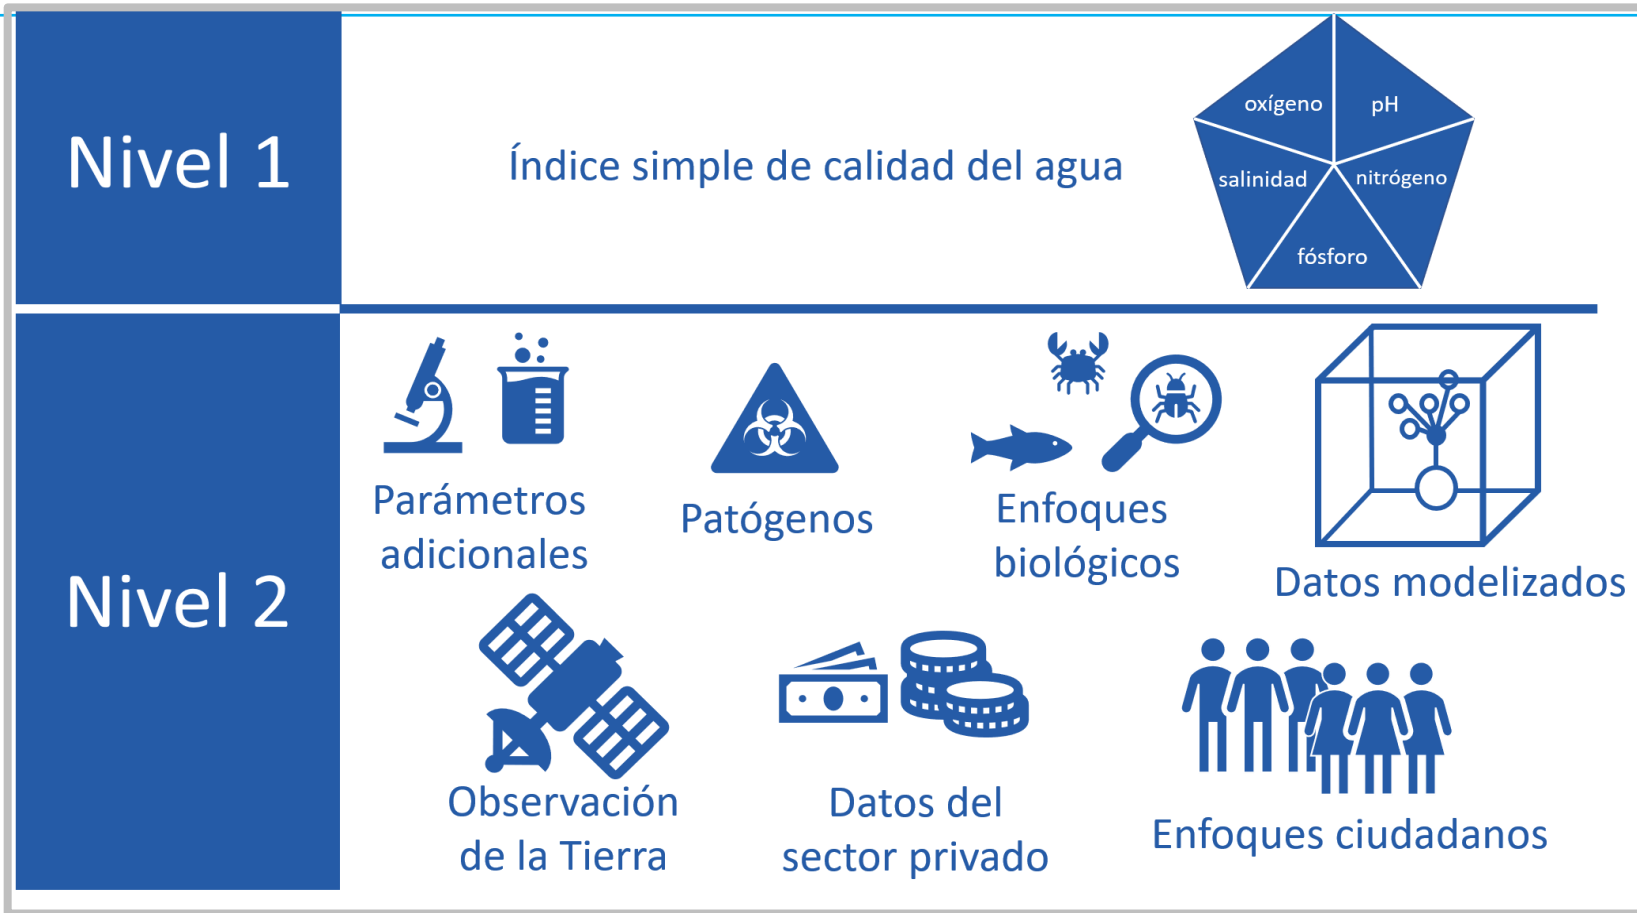 Nivel 1
Índice simple de calidad del agua
oxígeno
pH
salinidad
nitrógeno
fósforo
Nivel 2
Parámetros
adicionales
Patógenos
Enfoques
biológicos
Datos modelizados
Observación
de la Tierra
Datos del
sector privado
Enfoques ciudadanos